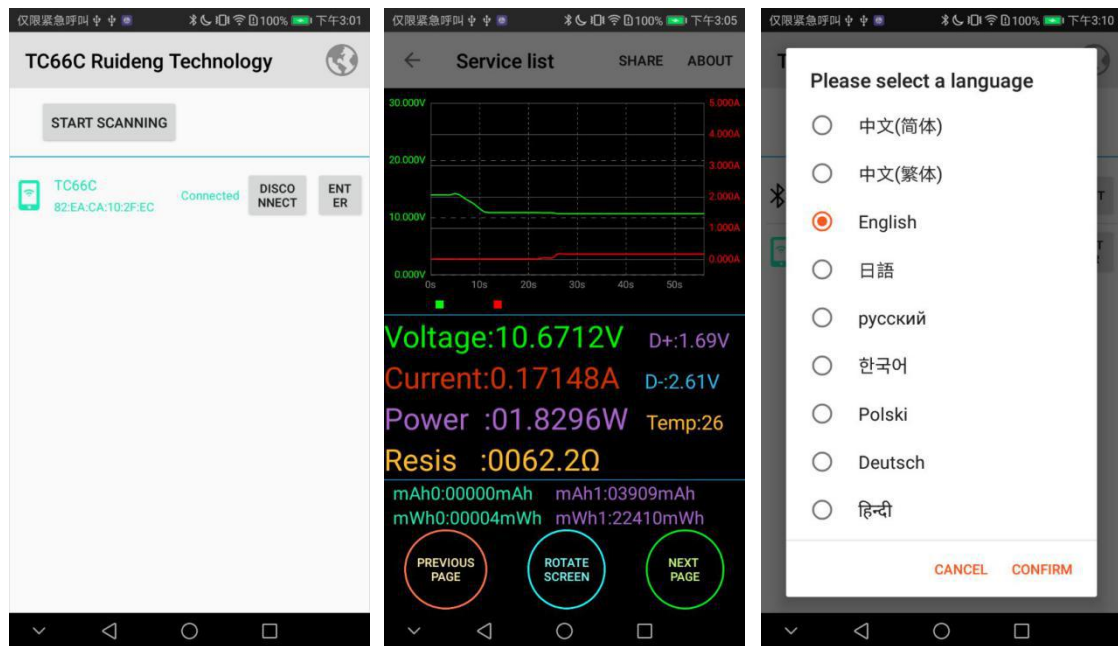 仅限紧急呼叫 100% 下午3:01
TC66C Ruideng Technology
START SCANNING
TC66C
82:EA:CA:10:2F:EC
Connected
DISCO
NNECT
ENT
ER
仅限紧急呼叫 100% 下午3:05
Service list SHARE ABOUT
30.000V 5.000A
4.000A
20.000V 3.000A
2.000A
10.000V
1.000A
0.000A
0.000V
0s 10s 20s 30s 40s 50s
Voltage:10.6712V D+:1.69V
Current:0.17148A D-:2.61V
Power :01.8296W Temp:26
Resis :0062.2Ω
mAh0:00000mAh mAh1:03909mAh
mWh0:00004mWh mWh1:22410mWh
PREVIOUS
PAGE
ROTATE
SCREEN
NEXT
PAGE
仅限紧急呼叫 100% 下午3:10
Please select a language
中文(简体)
中文(繁体)
English
日語
русский
한국어
Polski
Deutsch
हिन्दी
CANCEL CONFIRM